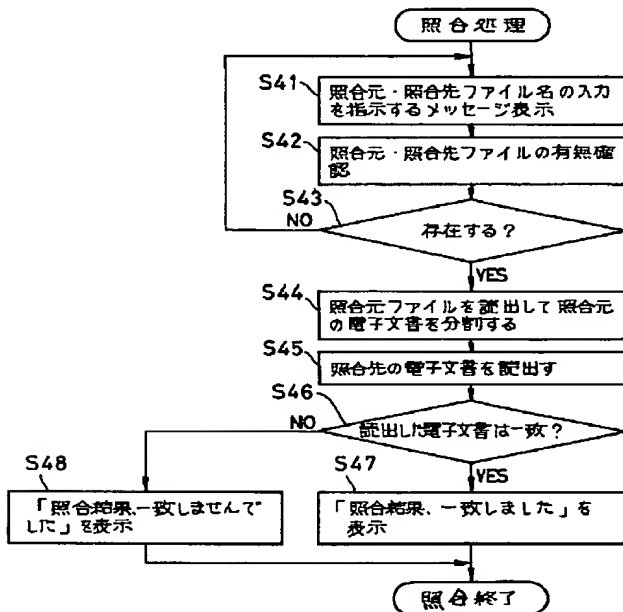 照合処理
S41
照合元・照合先ファイル名の入力
を指示するメッセージ表示
S42
照合元・照合先ファイルの有無確
認
S43
NO
存在する？
YES
S44
照合元ファイルを読出して照合元
の電子文書を分割する
S45
照合先の電子文書を読出す
S46
NO
読出した電子文書は一致？
YES
S48
「照合結果、一致しませんで
した」を表示
S47
「照合結果、一致しました」を
表示
照合終了